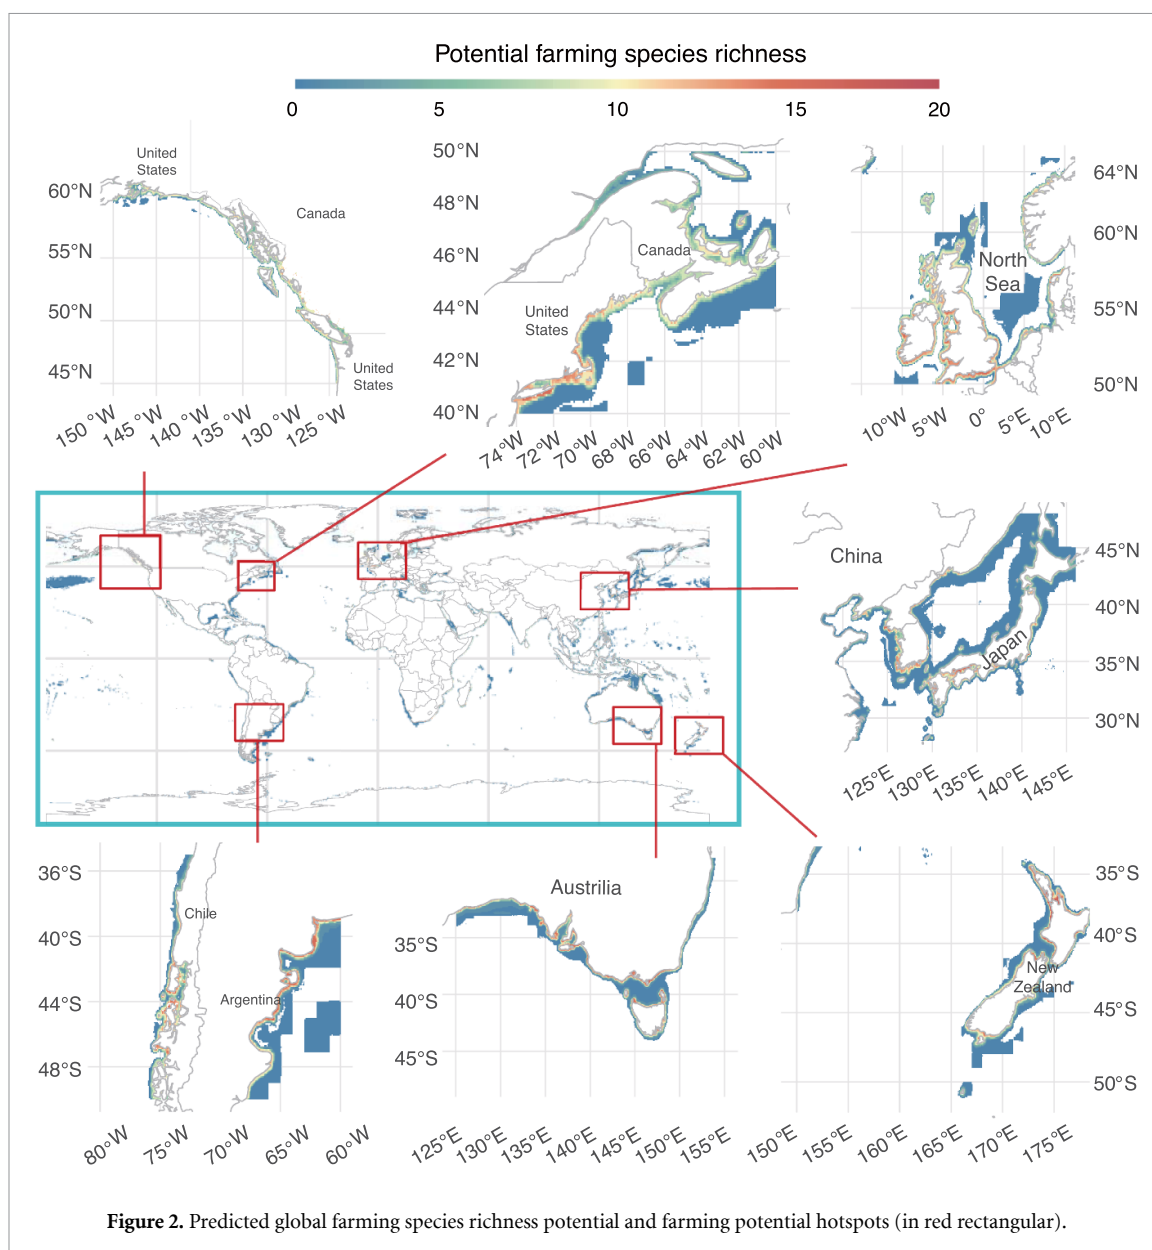 Potential farming species richness
0 5 10 15 20
United
States
Canada
United
States
60°N
55°N
50°N
45°N
150°W 145°W 140°W 135°W 130°W 125°W
50°N
48°N
46°N
44°N
42°N
40°N
Canada
United
States
74°W 72°W 70°W 68°W 66°W 64°W 62°W 60°W
North
Sea
64°N
60°N
55°N
50°N
10°W 5°W 0° 5°E 10°E
China
Japan
45°N
40°N
35°N
30°N
125°E 130°E 135°E 140°E 145°E
36°S
40°S
44°S
48°S
Chile
Argentina
80°W 75°W 70°W 65°W 60°W
Austrilia
35°S
40°S
45°S
125°E 130°E 135°E 140°E 145°E 150°E 155°E
New
Zealand
35°S
40°S
45°S
50°S
150°E 155°E 160°E 165°E 170°E 175°E
Figure 2. Predicted global farming species richness potential and farming potential hotspots (in red rectangular).